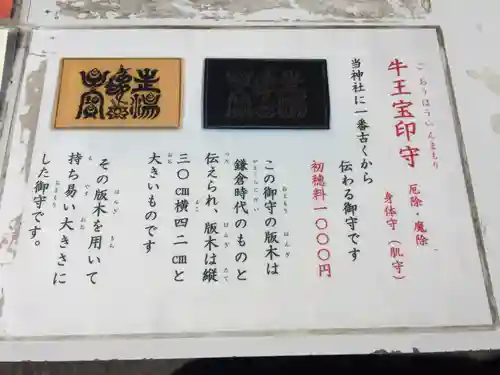 牛王宝印守
ごおうほういんまもり
厄除・魔除
身体守(肌守)
当神社に一番古くから
伝わる御守です
初穂料一〇〇〇円
この御守の版木は
鎌倉時代のものと
伝えられ、版木は縦
三〇㎝横四二㎝と
大きいものです
その版木を用いて
持ち易い大きさに
した御守です。